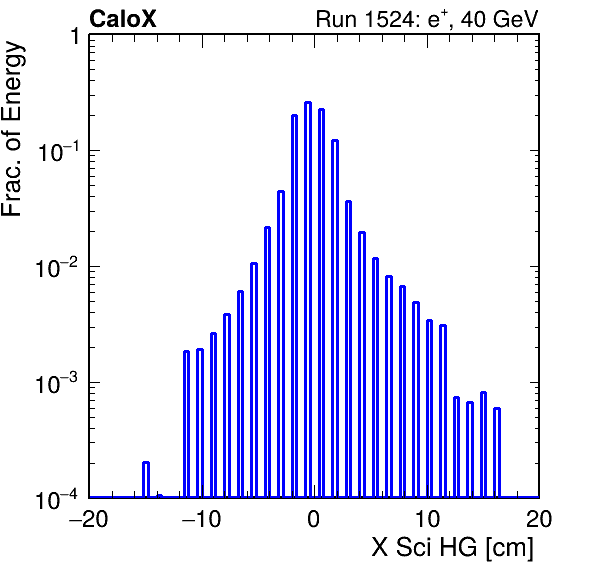 CaloX Run 1524: e⁺, 40 GeV
Frac. of Energy
1
10⁻¹
10⁻²
10⁻³
10⁻⁴
−20 −10 0 10 20
X Sci HG [cm]